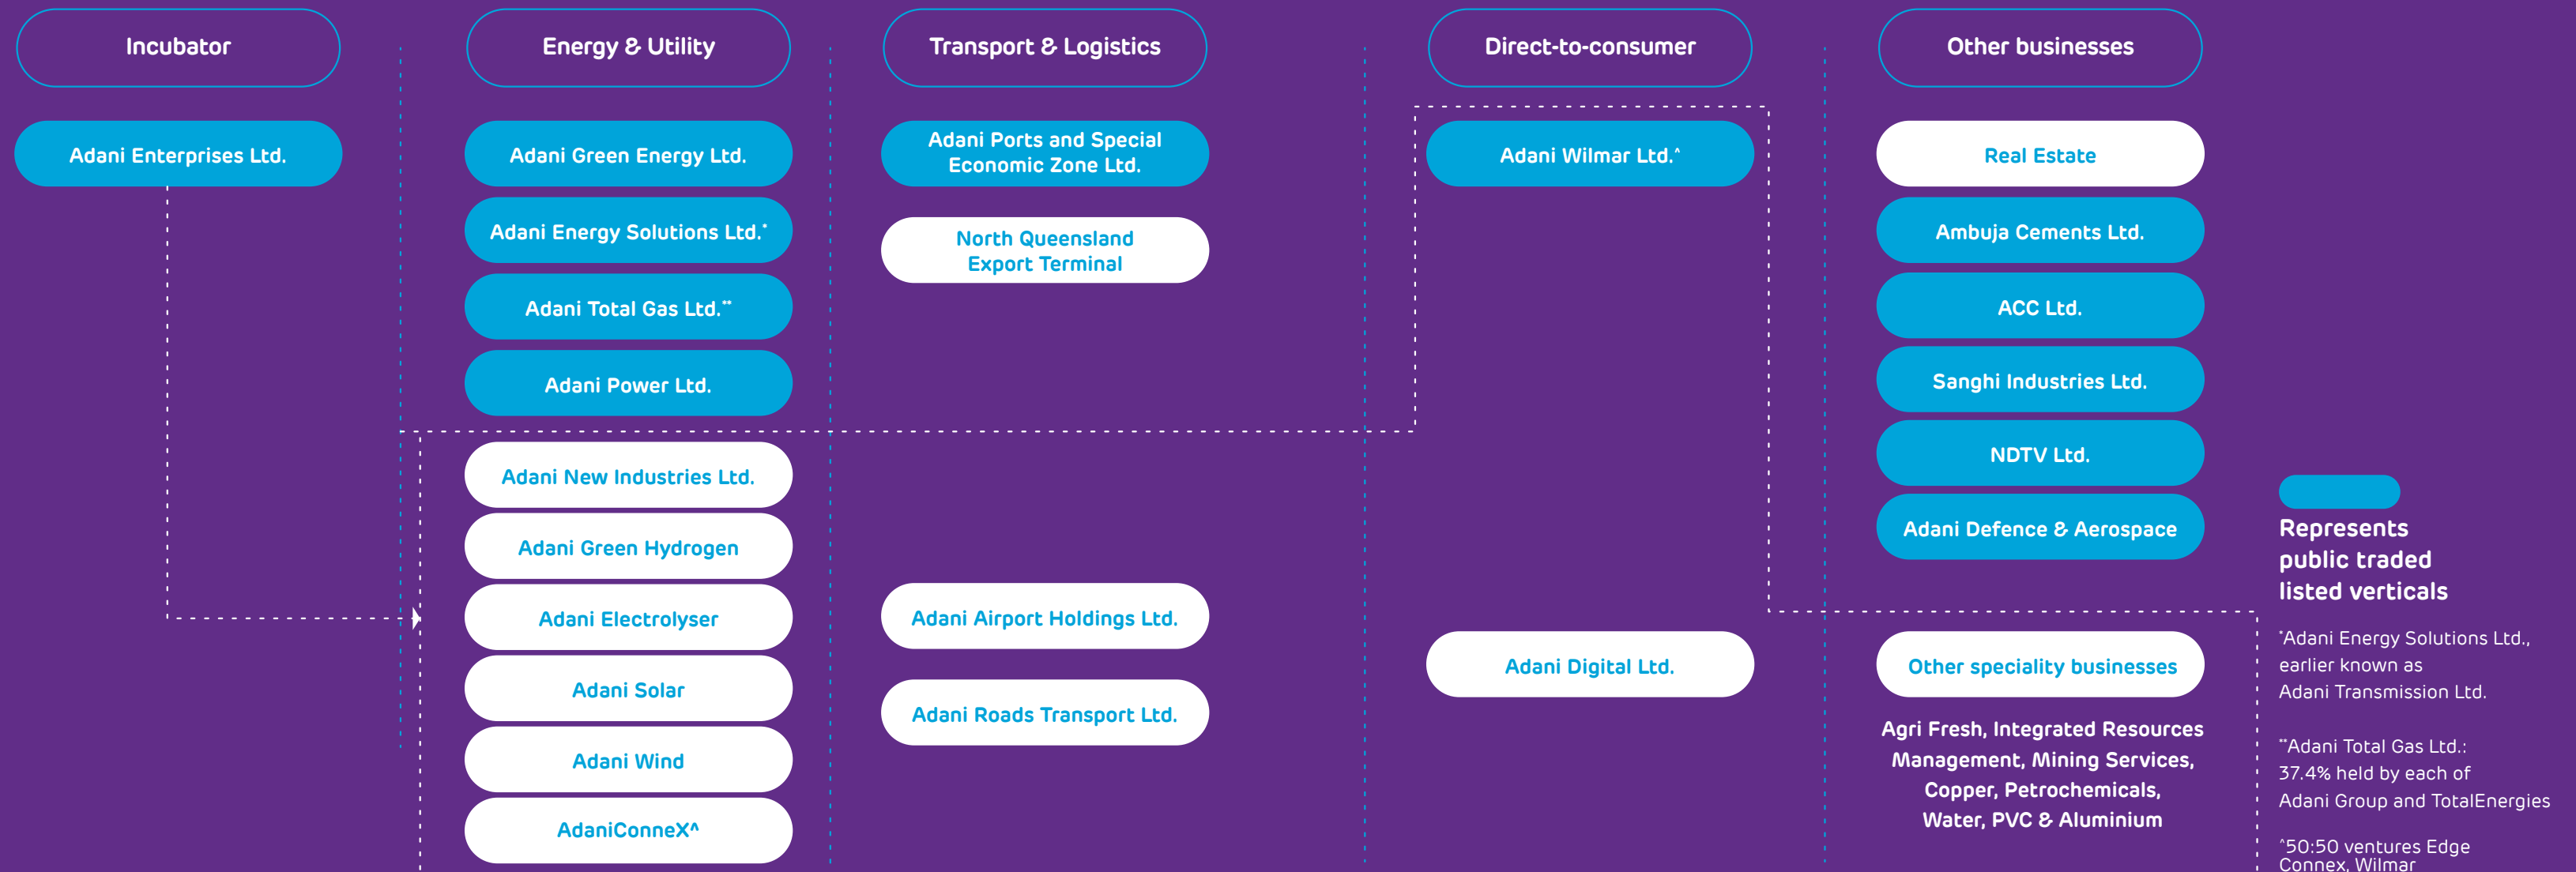 Incubator
Adani Enterprises Ltd.
Energy & Utility
Adani Green Energy Ltd.
Adani Energy Solutions Ltd.*
Adani Total Gas Ltd.**
Adani Power Ltd.
Adani New Industries Ltd.
Adani Green Hydrogen
Adani Electrolyser
Adani Solar
Adani Wind
AdaniConneX^
Transport & Logistics
Adani Ports and Special
Economic Zone Ltd.
North Queensland
Export Terminal
Adani Airport Holdings Ltd.
Adani Roads Transport Ltd.
Direct-to-consumer
Adani Wilmar Ltd.^
Adani Digital Ltd.
Other businesses
Real Estate
Ambuja Cements Ltd.
ACC Ltd.
Sanghi Industries Ltd.
NDTV Ltd.
Adani Defence & Aerospace
Other speciality businesses
Agri Fresh, Integrated Resources
Management, Mining Services,
Copper, Petrochemicals,
Water, PVC & Aluminium
Represents
public traded
listed verticals
*Adani Energy Solutions Ltd.,
earlier known as
Adani Transmission Ltd.
**Adani Total Gas Ltd.:
37.4% held by each of
Adani Group and TotalEnergies
^50:50 ventures Edge
Connex, Wilmar